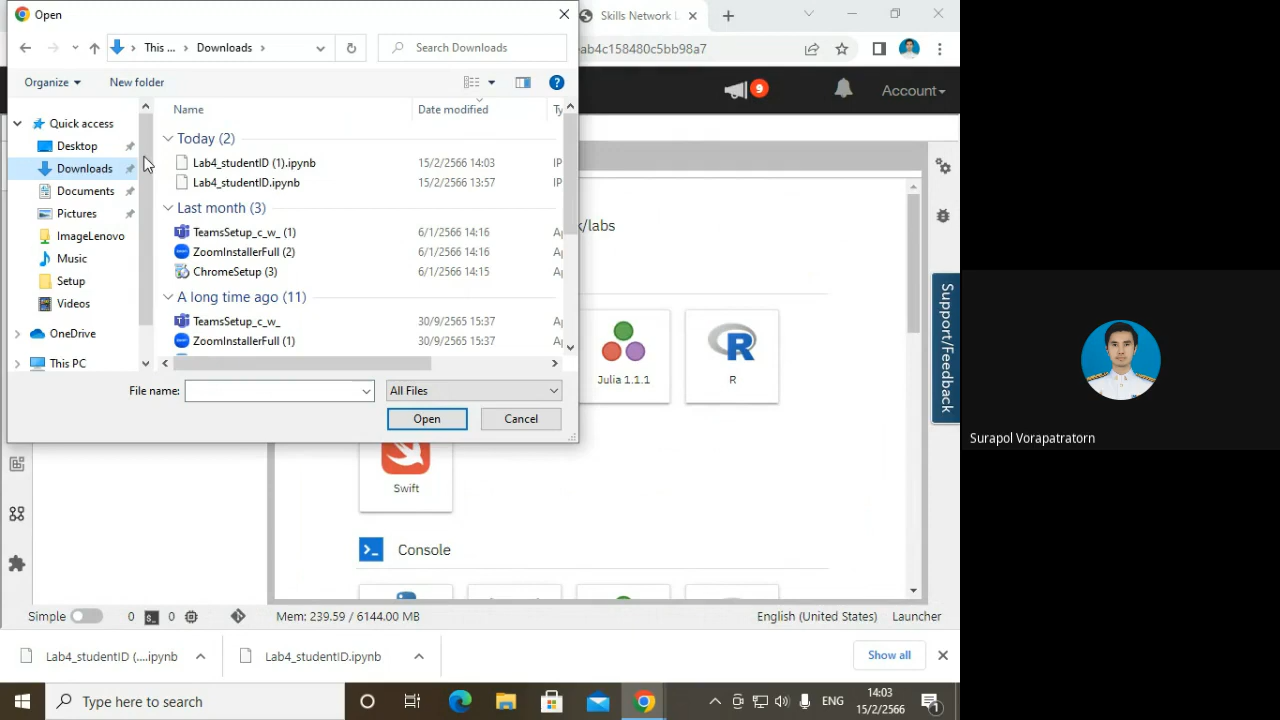 Open
Skills Network
This ... Downloads
Search Downloads
eab4c158480c5bb98a7
Organize
New folder
9
Account
Name
Date modified
Ty
Quick access
Desktop
Downloads
Documents
Pictures
ImageLenovo
Music
Setup
Videos
OneDrive
This PC
Today (2)
Lab4_studentID (1).ipynb 15/2/2566 14:03 IP
Lab4_studentID.ipynb 15/2/2566 13:57 IP
Last month (3)
TeamsSetup_c_w_ (1) 6/1/2566 14:16
ZoomInstallerFull (2) 6/1/2566 14:16
ChromeSetup (3) 6/1/2566 14:15
A long time ago (11)
TeamsSetup_c_w_ 30/9/2565 15:37
ZoomInstallerFull (1) 30/9/2565 15:37
File name:
All Files
Open
Cancel
k/labs
Julia 1.1.1
R
Swift
Console
Support/Feedback
Simple 0 $_ 0
Mem: 239.59 / 6144.00 MB
English (United States)
Launcher
Lab4_studentID (....ipynb
Lab4_studentID.ipynb
Show all
Type here to search
ENG
14:03
15/2/2566
1
Surapol Vorapatratorn